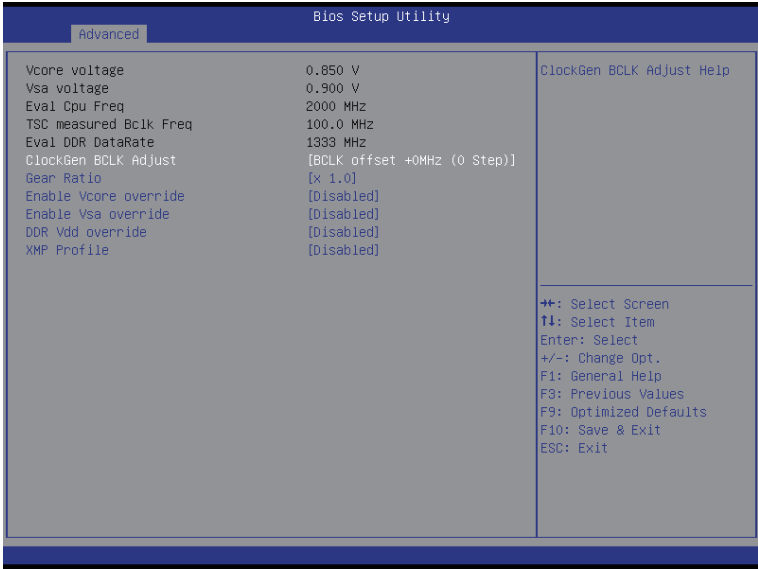 Bios Setup Utility
Advanced
Vcore voltage 0.850 V
Vsa voltage 0.900 V
Eval Cpu Freq 2000 MHz
TSC measured Bclk Freq 100.0 MHz
Eval DDR DataRate 1333 MHz
ClockGen BCLK Adjust [BCLK offset +0MHz (0 Step)]
Gear Ratio [x 1.0]
Enable Vcore override [Disabled]
Enable Vsa override [Disabled]
DDR Vdd override [Disabled]
XMP Profile [Disabled]
ClockGen BCLK Adjust Help
→←: Select Screen
↑↓: Select Item
Enter: Select
+/-: Change Opt.
F1: General Help
F3: Previous Values
F9: Optimized Defaults
F10: Save & Exit
ESC: Exit